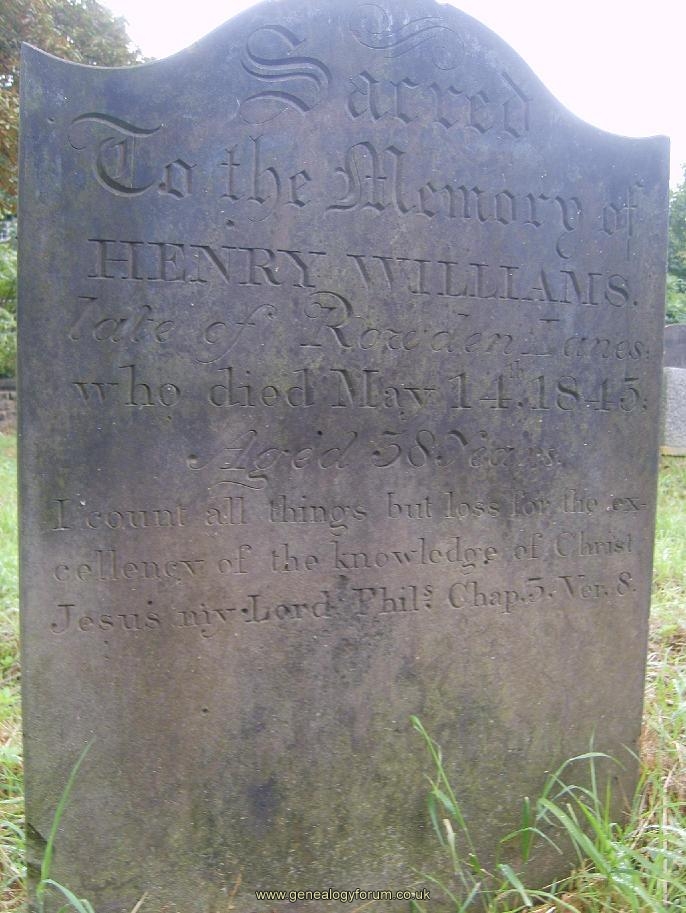 Sacred
To the Memory of
HENRY WILLIAMS.
late of Rowden Lanes;
who died May 14th. 1843;
Aged 38 Years.
I count all things but loss for the ex-
cellency of the knowledge of Christ
Jesus my Lord. Phils. Chap. 3. Ver. 8.
www.genealogyforum.co.uk